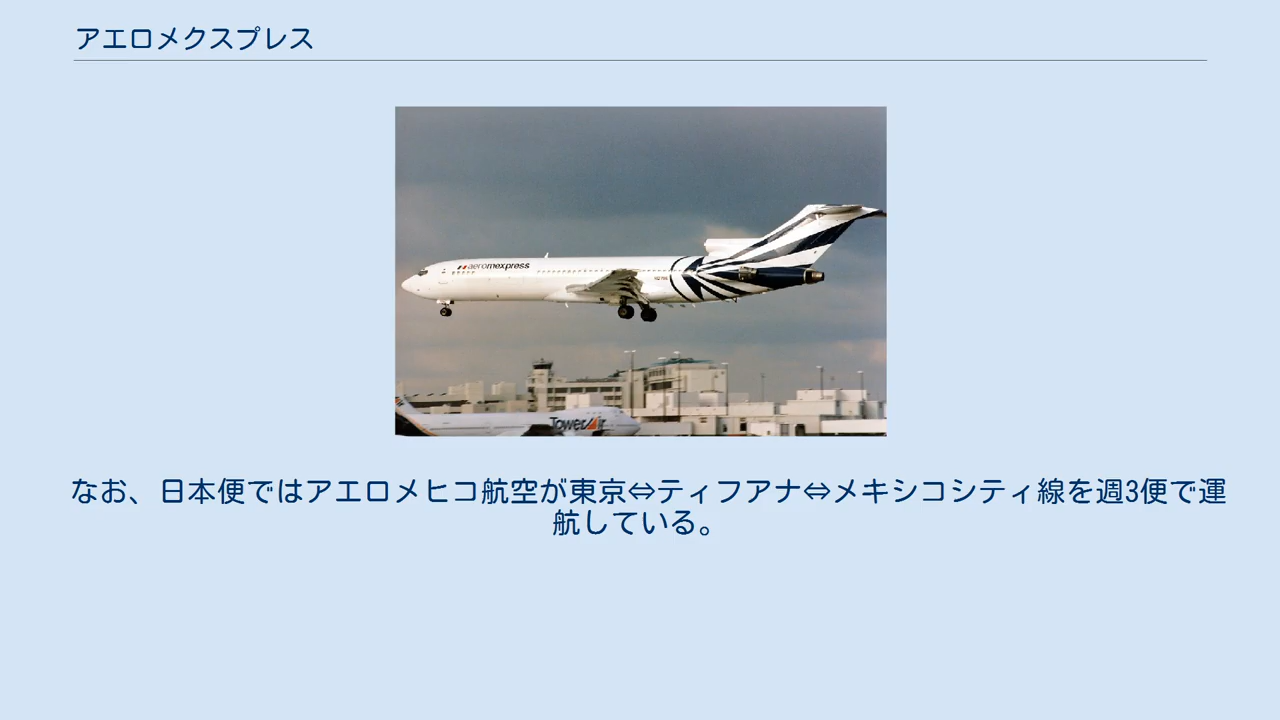 アエロメクスプレス
aeromexpress
Tower Air
なお、日本便ではアエロメヒコ航空が東京⇔ティフアナ⇔メキシコシティ線を週3便で運
航している。